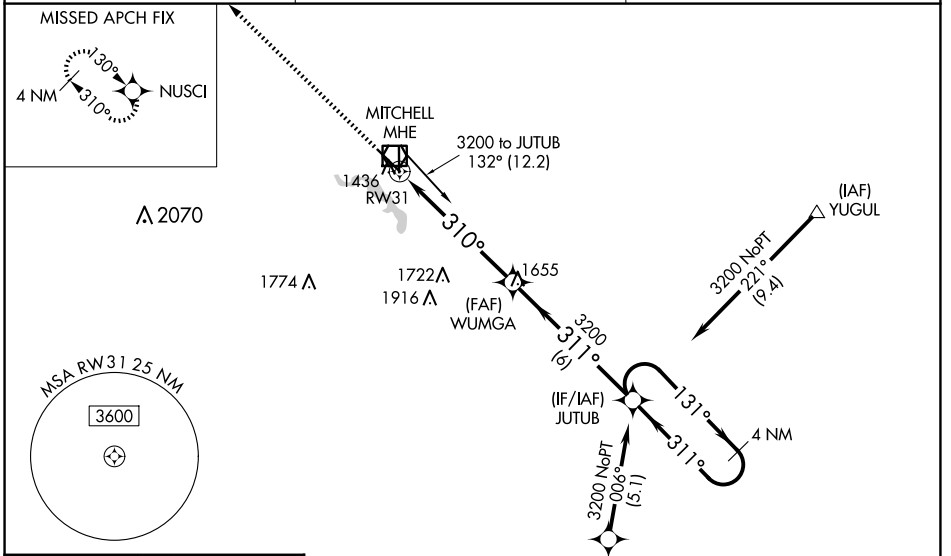 MISSED APCH FIX
130°
4 NM
310°
NUSCI
MITCHELL
MHE
3200 to JUTUB
132° (12.2)
1436
RW31
(IAF)
YUGUL
2070
310°
3200 NoPT
221°
(9.4)
1774
1722
1655
1916
(FAF)
WUMGA
3200
311°
(6)
MSA RW31 25 NM
3600
(IF/IAF)
JUTUB
131°
4 NM
311°
3200 NoPT
006°
(5.1)